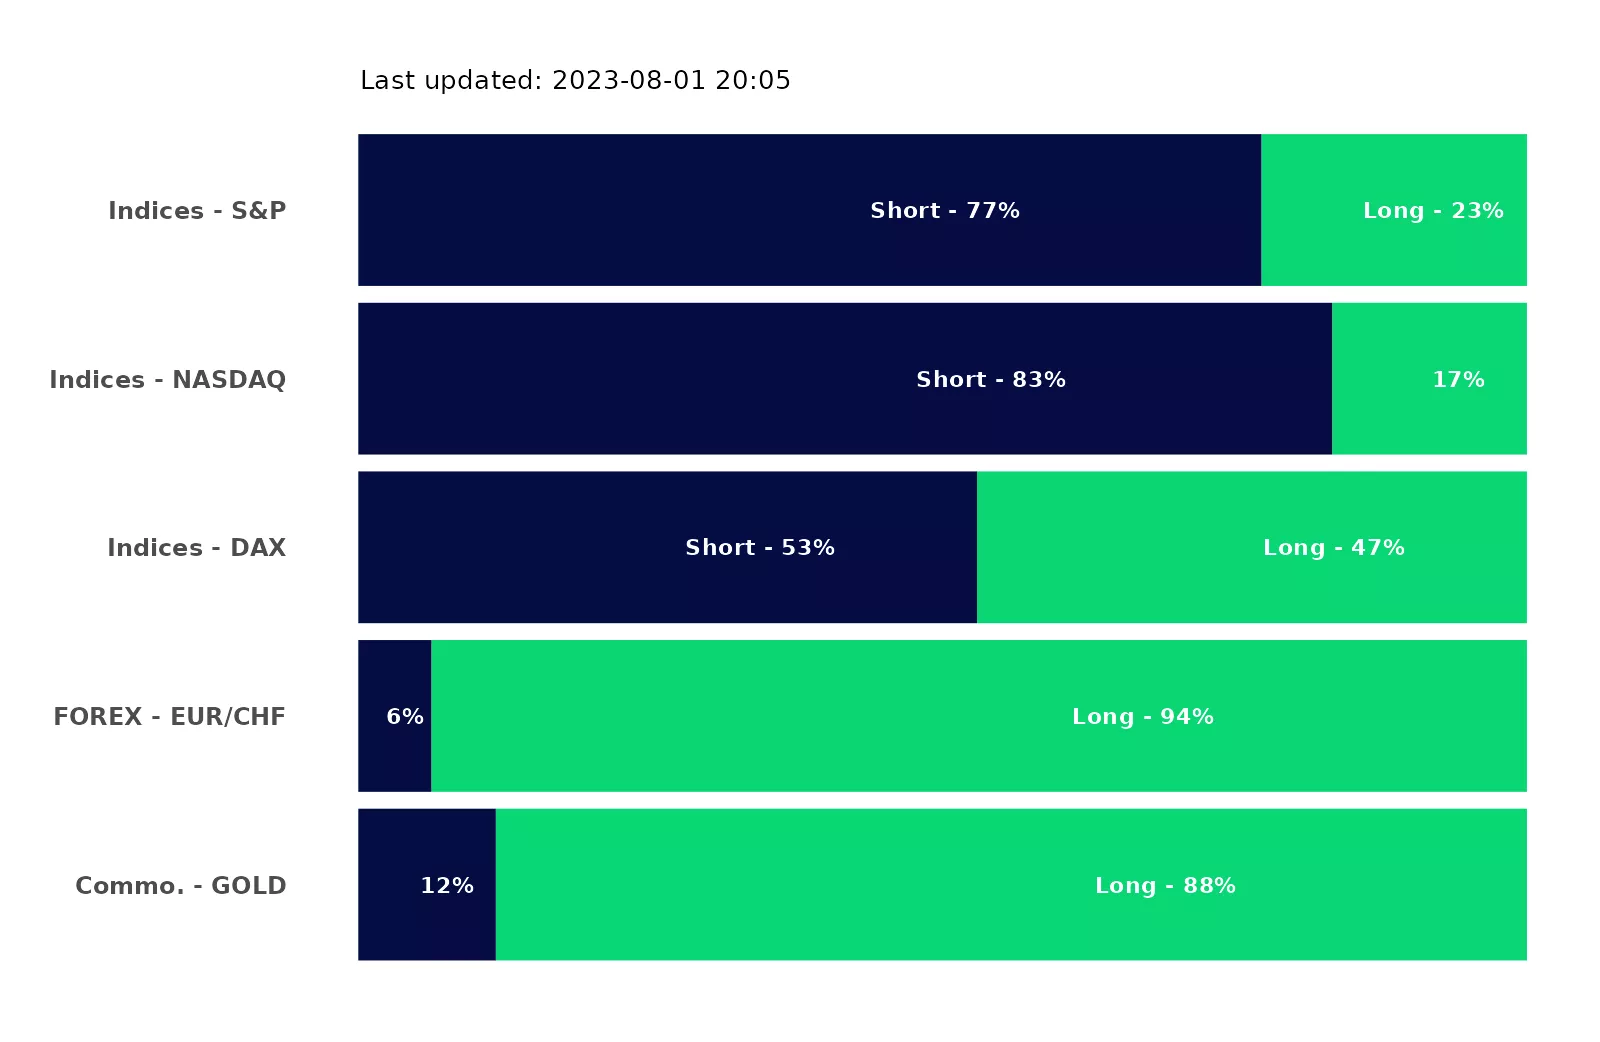 Last updated: 2023-08-01 20:05
Indices - S&P Short - 77% Long - 23%
Indices - NASDAQ Short - 83% 17%
Indices - DAX Short - 53% Long - 47%
FOREX - EUR/CHF 6% Long - 94%
Commo. - GOLD 12% Long - 88%